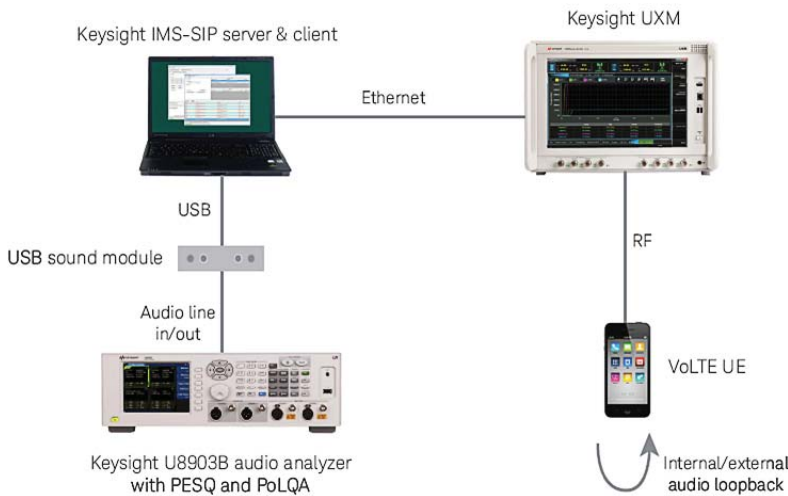 Keysight IMS-SIP server & client
Keysight UXM
Ethernet
USB
RF
USB sound module
Audio line
in/out
VoLTE UE
Keysight U8903B audio analyzer
with PESQ and PoLQA
Internal/external
audio loopback